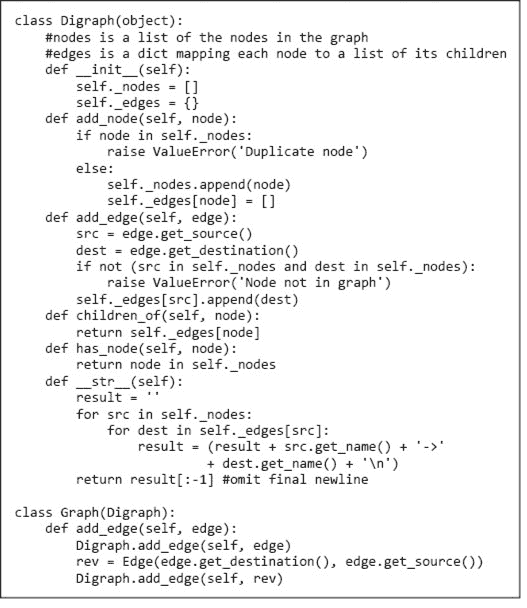 class Digraph(object):
    #nodes is a list of the nodes in the graph
    #edges is a dict mapping each node to a list of its children
    def __init__(self):
        self._nodes = []
        self._edges = {}
    def add_node(self, node):
        if node in self._nodes:
            raise ValueError('Duplicate node')
        else:
            self._nodes.append(node)
            self._edges[node] = []
    def add_edge(self, edge):
        src = edge.get_source()
        dest = edge.get_destination()
        if not (src in self._nodes and dest in self._nodes):
            raise ValueError('Node not in graph')
        self._edges[src].append(dest)
    def children_of(self, node):
        return self._edges[node]
    def has_node(self, node):
        return node in self._nodes
    def __str__(self):
        result = ''
        for src in self._nodes:
            for dest in self._edges[src]:
                result = (result + src.get_name() + '->'
                          + dest.get_name() + '\n')
        return result[:-1] #omit final newline

class Graph(Digraph):
    def add_edge(self, edge):
        Digraph.add_edge(self, edge)
        rev = Edge(edge.get_destination(), edge.get_source())
        Digraph.add_edge(self, rev)